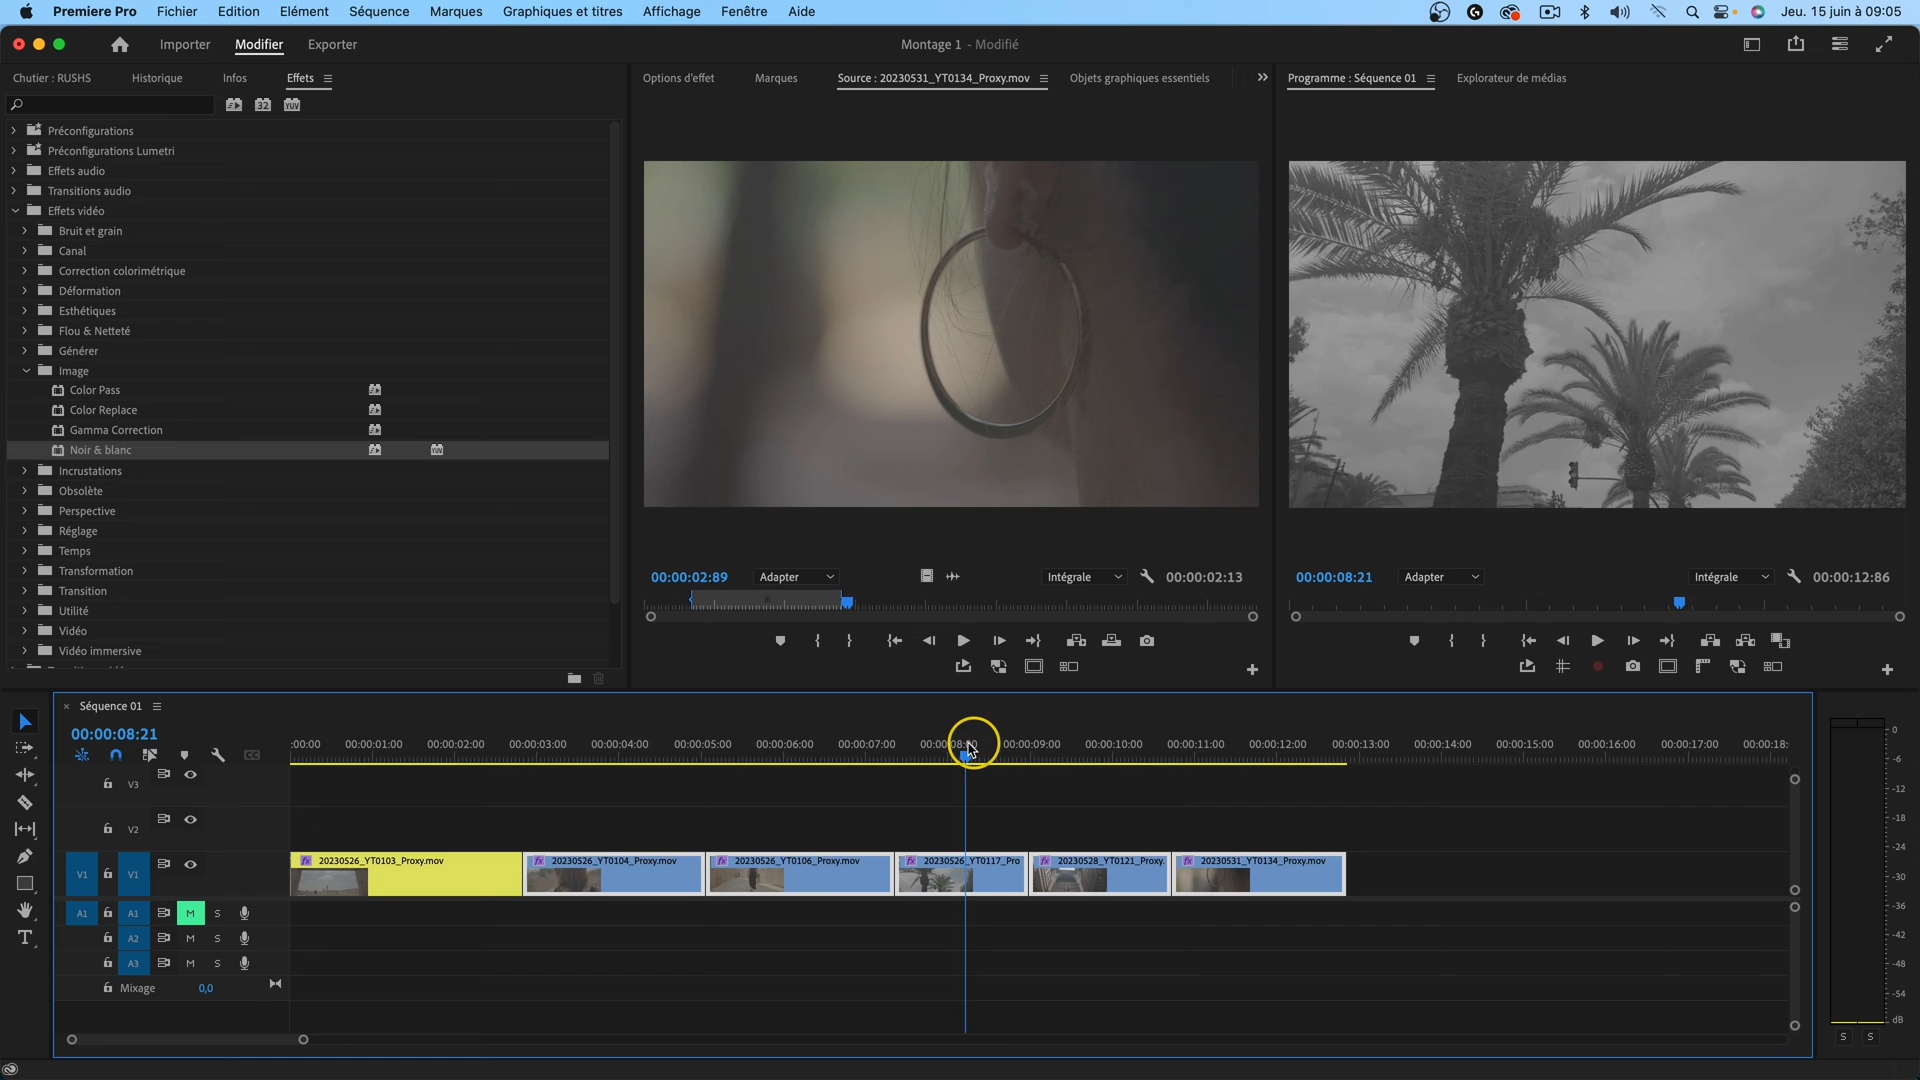 Premiere Pro Fichier Edition Elément Séquence Marques Graphiques et titres Affichage Fenêtre Aide Jeu. 15 juin à 09:05
Importer Modifier Exporter Montage 1 - Modifié
Chutier : RUSHS Historique Infos Effets
Options d'effet Marques Source : 20230531_YT0134_Proxy.mov Objets graphiques essentiels
Programme : Séquence 01 Explorateur de médias
32 YUV
Préconfigurations
Préconfigurations Lumetri
Effets audio
Transitions audio
Effets vidéo
Bruit et grain
Canal
Correction colorimétrique
Déformation
Esthétiques
Flou & Netteté
Générer
Image
Color Pass
Color Replace
Gamma Correction
Noir & blanc
Incrustations
Obsolète
Perspective
Réglage
Temps
Transformation
Transition
Utilité
Vidéo
Vidéo immersive
00:00:02:89 Adapter Intégrale 00:00:02:13
00:00:08:21 Adapter Intégrale 00:00:12:86
Séquence 01
00:00:08:21
:00:00 00:00:01:00 00:00:02:00 00:00:03:00 00:00:04:00 00:00:05:00 00:00:06:00 00:00:07:00 00:00:09:00 00:00:10:00 00:00:11:00 00:00:12:00 00:00:13:00 00:00:14:00 00:00:15:00 00:00:16:00 00:00:17:00 00:00:18:
V3
V2
V1 V1
fx 20230526_YT0103_Proxy.mov fx 20230526_YT0104_Proxy.mov fx 20230526_YT0106_Proxy.mov fx 20230526_YT0117_Pro fx 20230528_YT0121_Proxy. fx 20230531_YT0134_Proxy.mov
A1 A1 M S
A2 M S
A3 M S
Mixage 0,0
0
-6
-12
-18
-24
-30
-36
-42
-48
-54
dB
S S